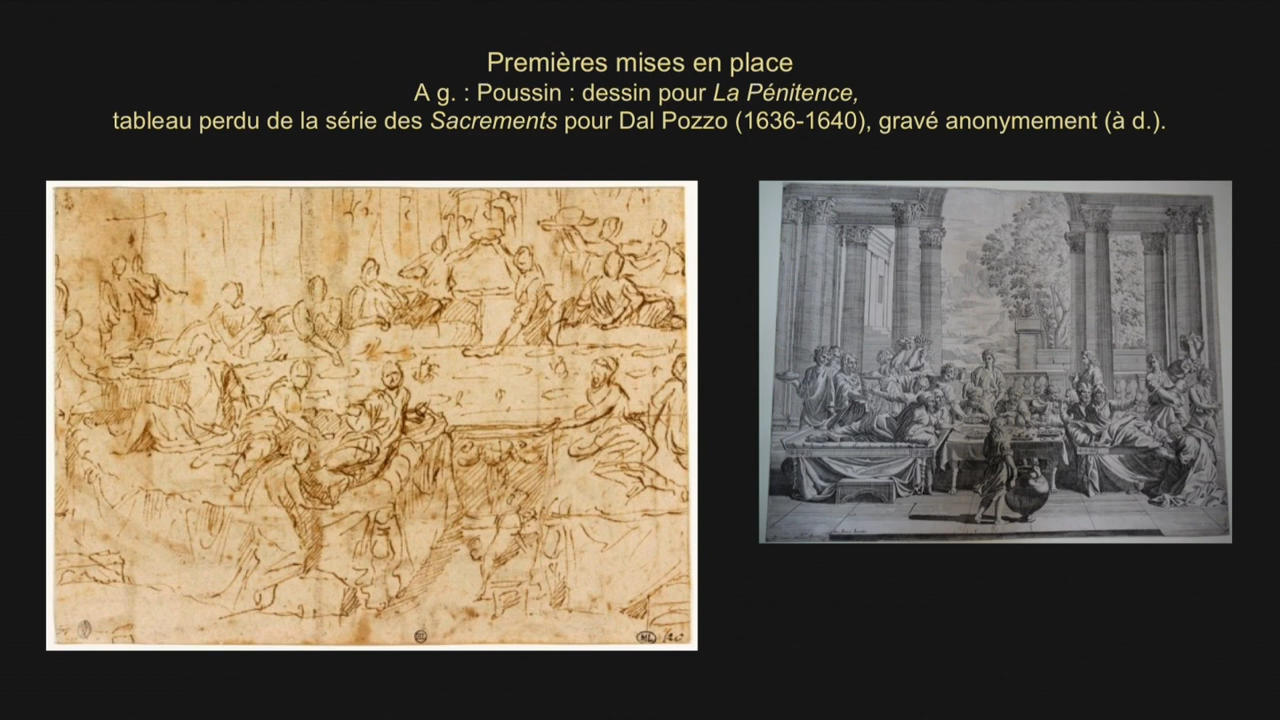 Premières mises en place
A g. : Poussin : dessin pour La Pénitence,
tableau perdu de la série des Sacrements pour Dal Pozzo (1636-1640), gravé anonymement (à d.).
ML